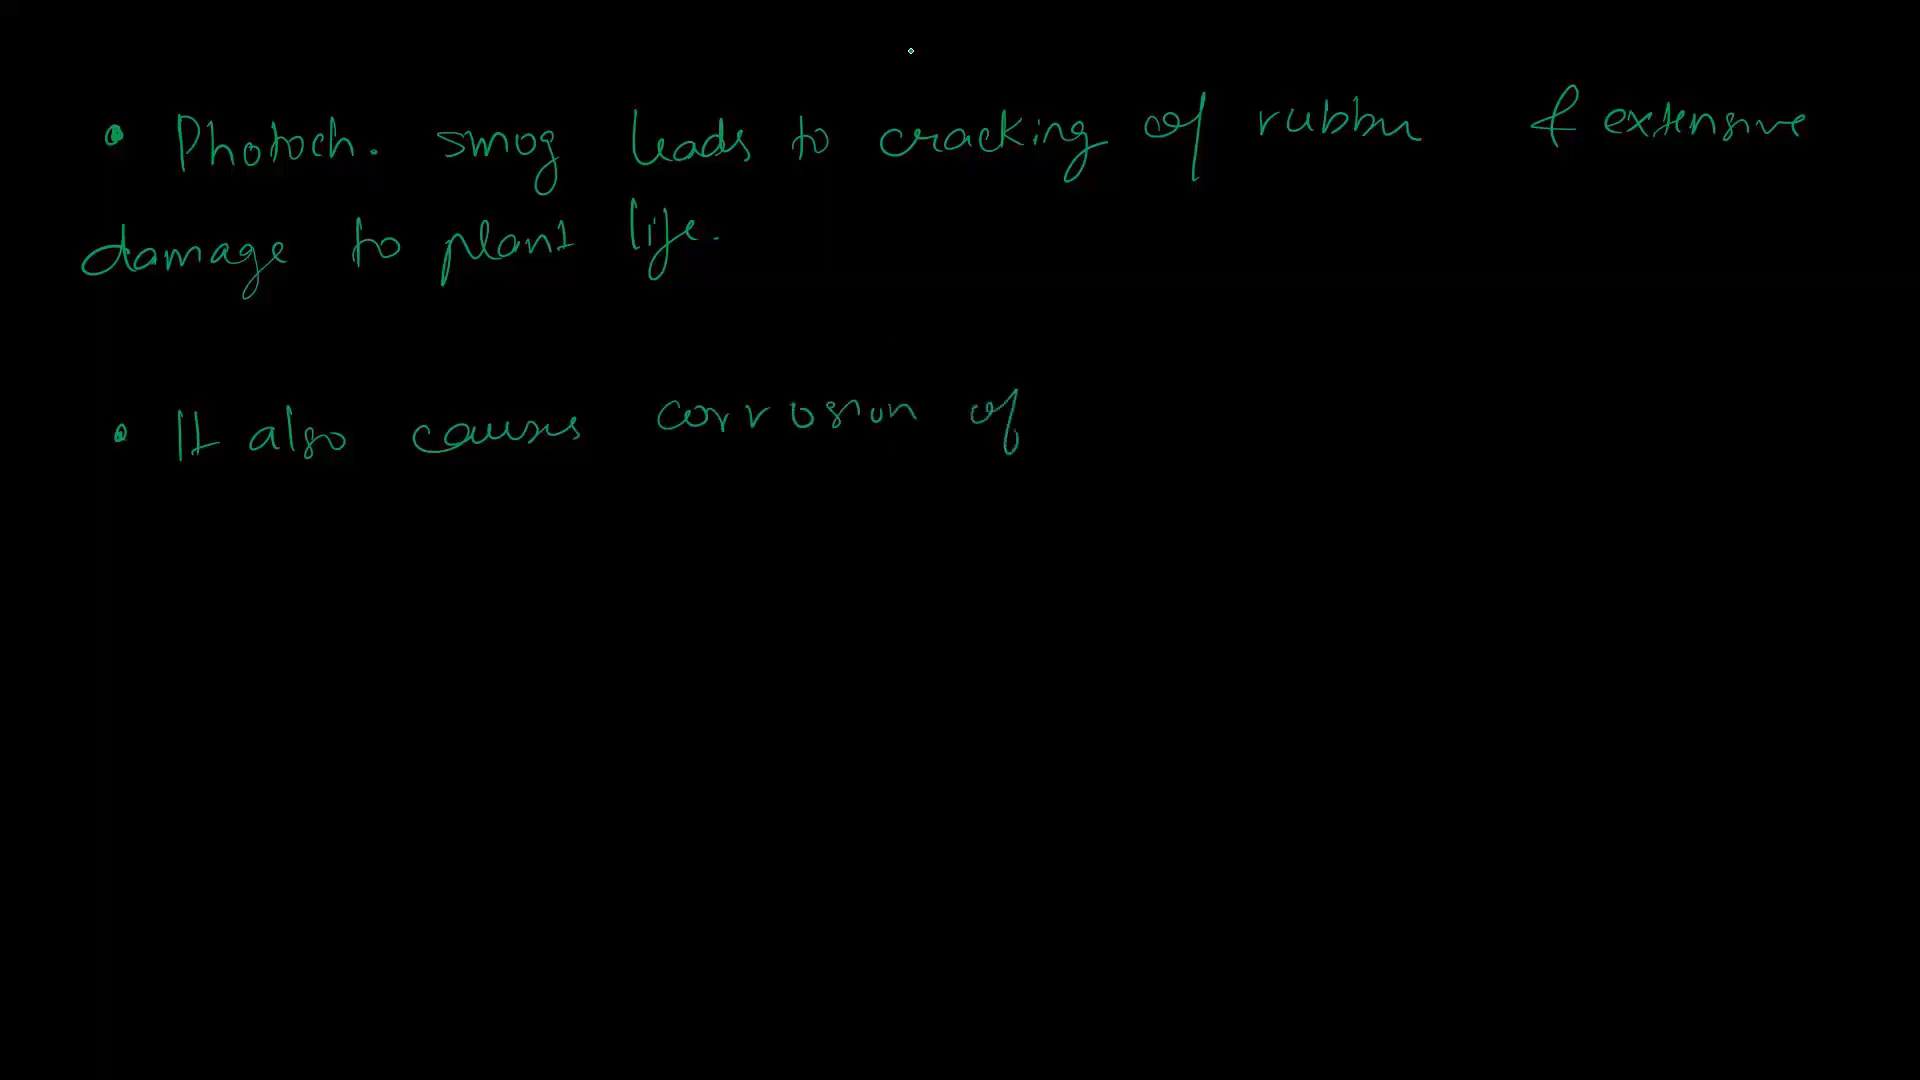 • Photoch. smog leads to cracking of rubber & extensive
damage to plant life.
• It also causes corrosion of